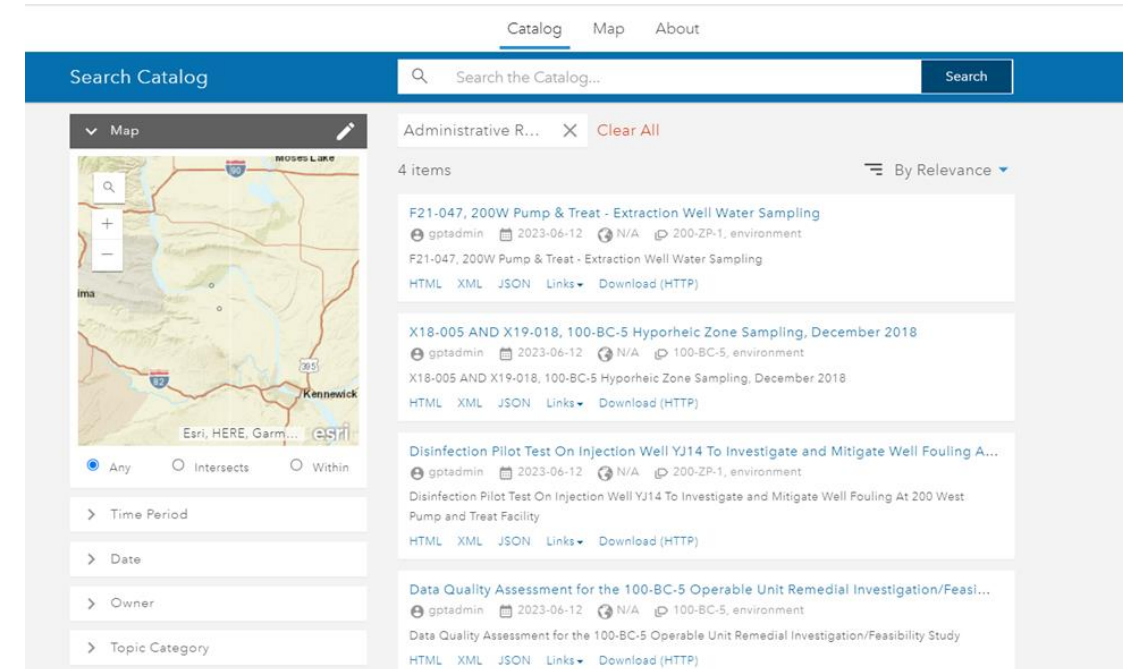 Catalog Map About
Search Catalog
Search the Catalog...
Search
Map
Moses Lake
90
ima
395
82
Kennewick
Esri, HERE, Garm... esri
Any Intersects Within
Time Period
Date
Owner
Topic Category
Administrative R... Clear All
4 items By Relevance
F21-047, 200W Pump & Treat - Extraction Well Water Sampling
gptadmin 2023-06-12 N/A 200-ZP-1, environment
F21-047, 200W Pump & Treat - Extraction Well Water Sampling
HTML XML JSON Links Download (HTTP)
X18-005 AND X19-018, 100-BC-5 Hyporheic Zone Sampling, December 2018
gptadmin 2023-06-12 N/A 100-BC-5, environment
X18-005 AND X19-018, 100-BC-5 Hyporheic Zone Sampling, December 2018
HTML XML JSON Links Download (HTTP)
Disinfection Pilot Test On Injection Well YJ14 To Investigate and Mitigate Well Fouling A...
gptadmin 2023-06-12 N/A 200-ZP-1, environment
Disinfection Pilot Test On Injection Well YJ14 To Investigate and Mitigate Well Fouling At 200 West
Pump and Treat Facility
HTML XML JSON Links Download (HTTP)
Data Quality Assessment for the 100-BC-5 Operable Unit Remedial Investigation/Feasi...
gptadmin 2023-06-12 N/A 100-BC-5, environment
Data Quality Assessment for the 100-BC-5 Operable Unit Remedial Investigation/Feasibility Study
HTML XML JSON Links Download (HTTP)